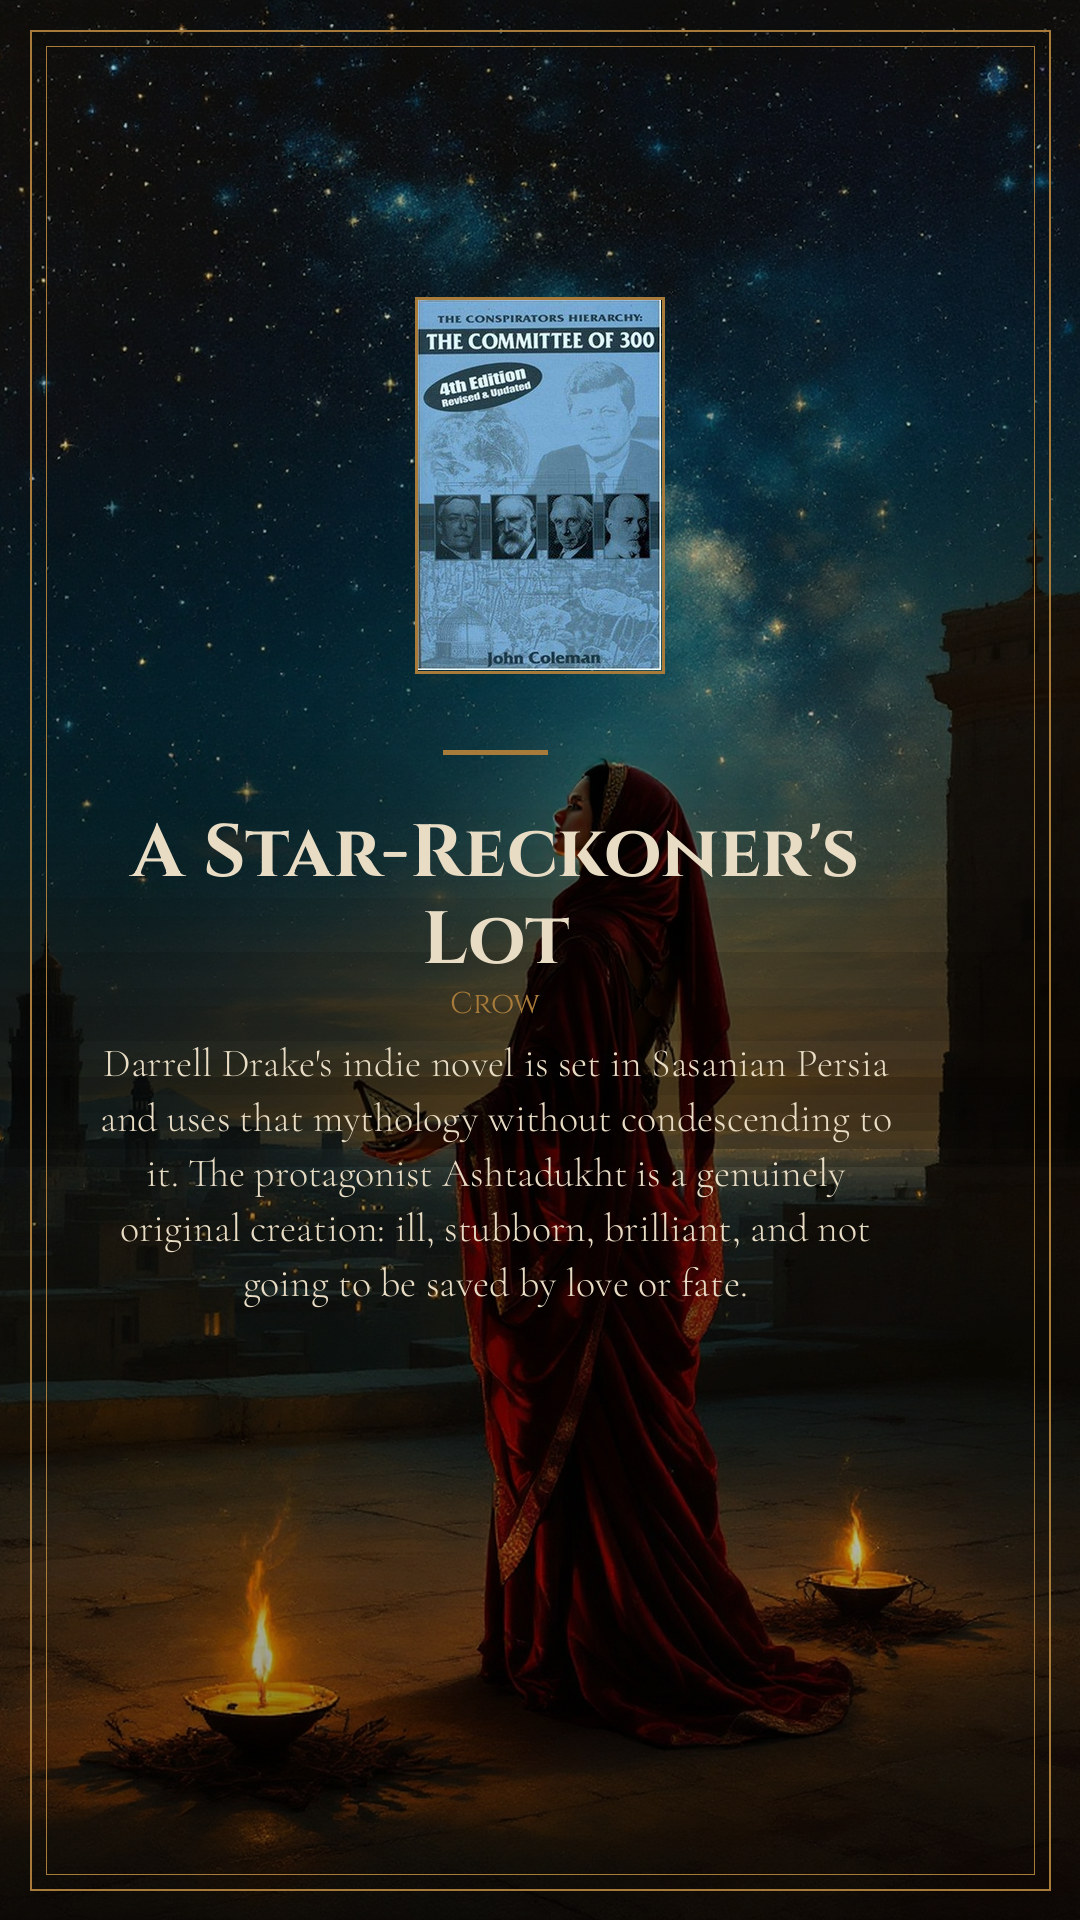 THE CONSPIRATORS HIERARCHY:
THE COMMITTEE OF 300
4th Edition
Revised & Updated
John Coleman
A Star-Reckoner's
Lot
Crow
Darrell Drake's indie novel is set in Sasanian Persia
and uses that mythology without condescending to
it. The protagonist Ashtadukht is a genuinely
original creation: ill, stubborn, brilliant, and not
going to be saved by love or fate.